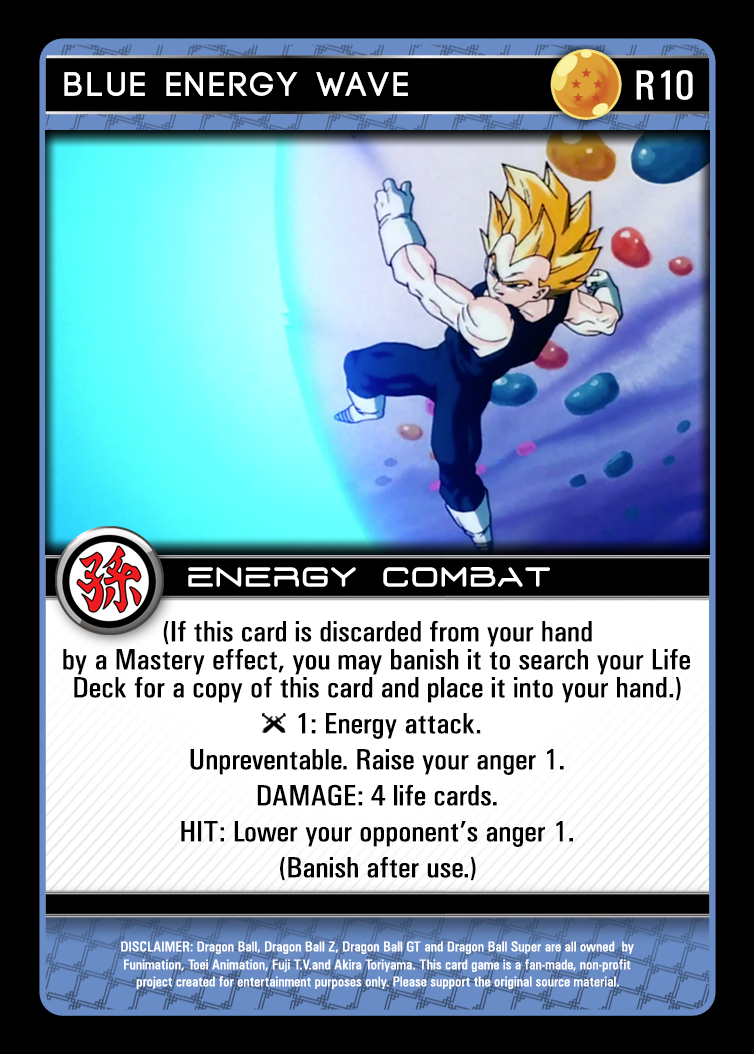 BLUE ENERGY WAVE R10
孫 ENERGY COMBAT
(If this card is discarded from your hand
by a Mastery effect, you may banish it to search your Life
Deck for a copy of this card and place it into your hand.)
1: Energy attack.
Unpreventable. Raise your anger 1.
DAMAGE: 4 life cards.
HIT: Lower your opponent's anger 1.
(Banish after use.)
DISCLAIMER: Dragon Ball, Dragon Ball Z, Dragon Ball GT and Dragon Ball Super are all owned by
Funimation, Toei Animation, Fuji T.V.and Akira Toriyama. This card game is a fan-made, non-profit
project created for entertainment purposes only. Please support the original source material.